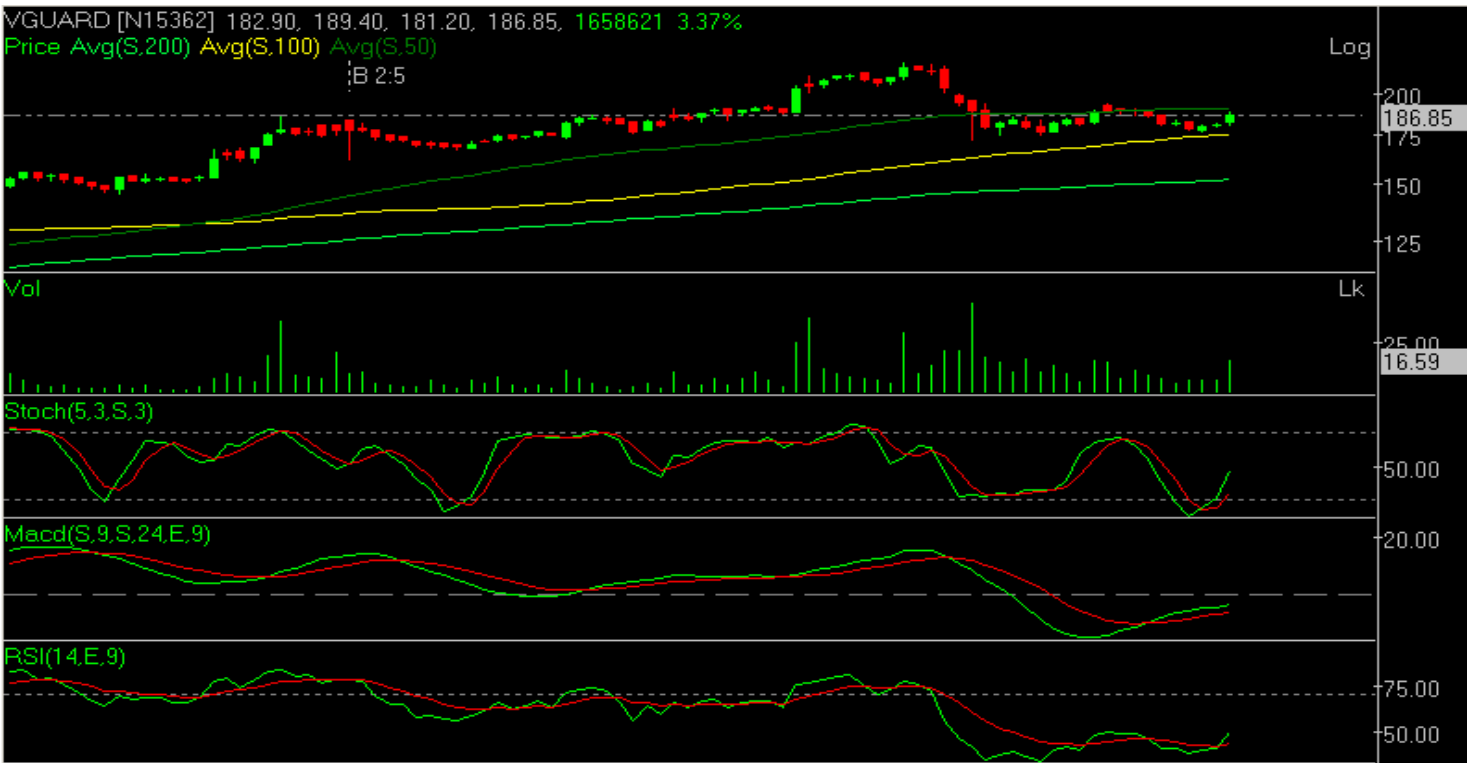 VGUARD [N15362] 182.90, 189.40, 181.20, 186.85, 1658621 3.37%
Price Avg(S,200) Avg(S,100) Avg(S,50)
Log
B 2:5
200
186.85
175
150
125
Vol
Lk
25.00
16.59
Stoch(5,3,S,3)
50.00
Macd(S,9,S,24,E,9)
20.00
RSI(14,E,9)
75.00
50.00